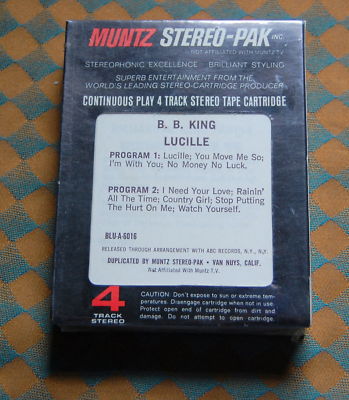 MUNTZ STEREO-PAK INC.
NOT AFFILIATED WITH MUNTZ T.V.
STEREOPHONIC EXCELLENCE BRILLIANT STYLING
SUPERB ENTERTAINMENT FROM THE
WORLD'S LEADING STEREO-CARTRIDGE PRODUCER
CONTINUOUS PLAY 4 TRACK STEREO TAPE CARTRIDGE
B. B. KING
LUCILLE
PROGRAM 1: Lucille; You Move Me So;
I'm With You; No Money No Luck.
PROGRAM 2: I Need Your Love; Rainin'
All The Time; Country Girl; Stop Putting
The Hurt On Me; Watch Yourself.
BLU-A-6016
RELEASED THROUGH ARRANGEMENT WITH ABC RECORDS, N.Y., N.Y.
DUPLICATED BY MUNTZ STEREO-PAK • VAN NUYS, CALIF.
Not Affiliated With Muntz T.V.
4
TRACK
STEREO
CAUTION: Don't expose to sun or extreme tem-
peratures. Disengage cartridge when not in use.
Protect open end of cartridge from dirt and
damage. Do not attempt to open cartridge.